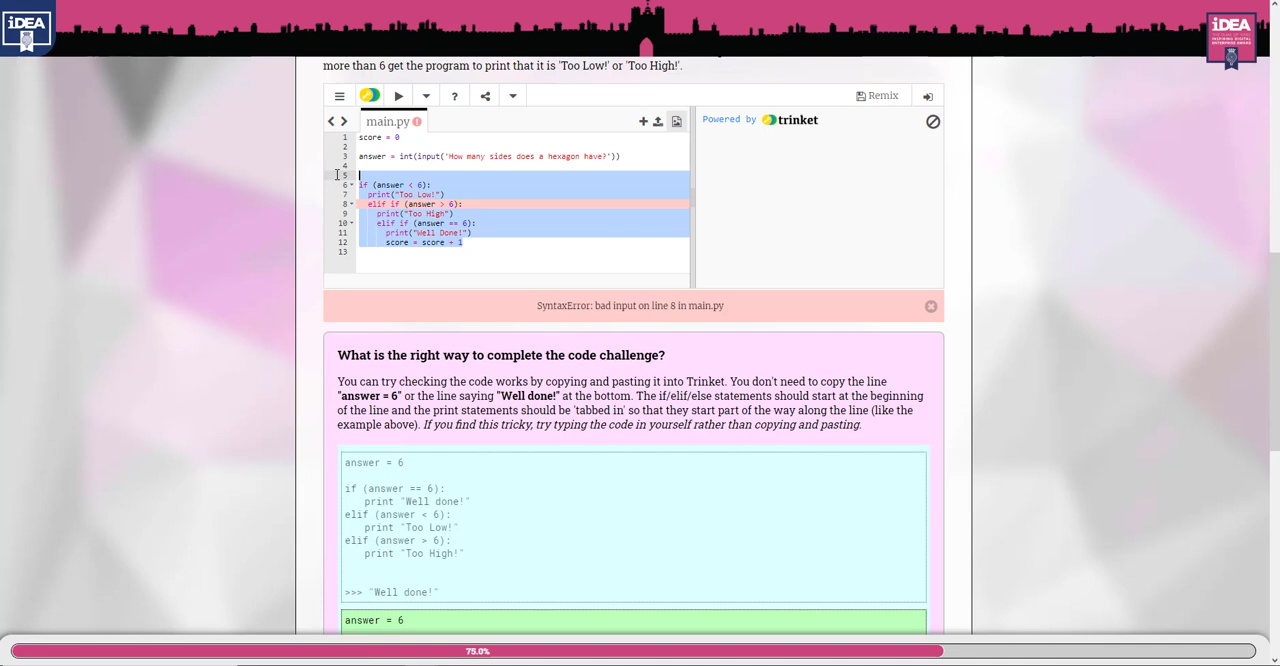 iDEA
iDEA
INSPIRING DIGITAL
ENTERPRISE AWARD
more than 6 get the program to print that it is 'Too Low!' or 'Too High!'.
?
Remix
main.py
Powered by trinket
1 score = 0
2
3 answer = int(input('How many sides does a hexagon have?'))
4
5
6 if (answer < 6):
7 print("Too Low!")
8 elif if (answer > 6):
9 print("Too High")
10 elif if (answer == 6):
11 print("Well Done!")
12 score = score + 1
13
SyntaxError: bad input on line 8 in main.py
What is the right way to complete the code challenge?
You can try checking the code works by copying and pasting it into Trinket. You don't need to copy the line
"answer = 6" or the line saying "Well done!" at the bottom. The if/elif/else statements should start at the beginning
of the line and the print statements should be 'tabbed in' so that they start part of the way along the line (like the
example above). If you find this tricky, try typing the code in yourself rather than copying and pasting.
answer = 6
if (answer == 6):
print "Well done!"
elif (answer < 6):
print "Too Low!"
elif (answer > 6):
print "Too High!"
>>> "Well done!"
answer = 6
75.0%